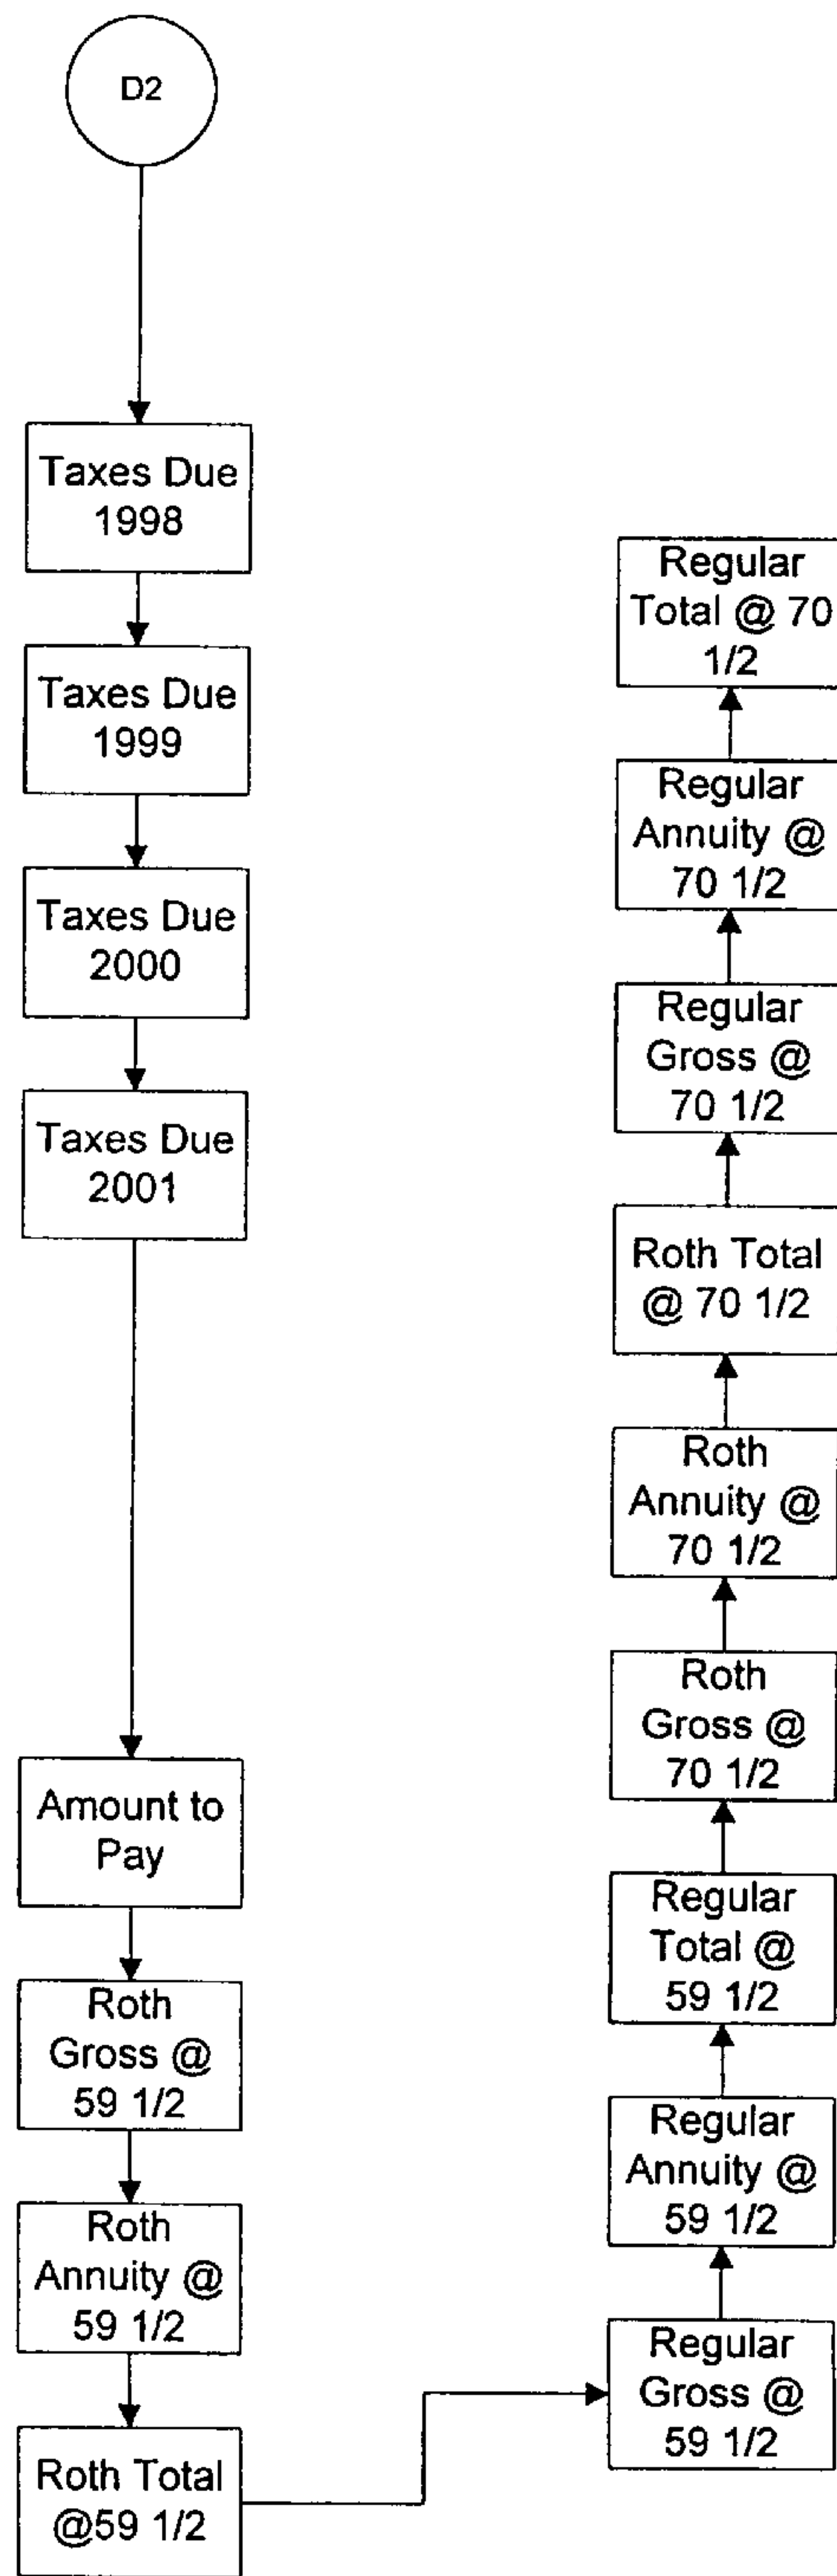 D2
Taxes Due
1998
Taxes Due
1999
Taxes Due
2000
Taxes Due
2001
Amount to
Pay
Roth
Gross @
59 1/2
Roth
Annuity @
59 1/2
Roth Total
@59 1/2
Regular
Gross @
59 1/2
Regular
Annuity @
59 1/2
Regular
Total @
59 1/2
Roth
Gross @
70 1/2
Roth
Annuity @
70 1/2
Roth Total
@ 70 1/2
Regular
Gross @
70 1/2
Regular
Annuity @
70 1/2
Regular
Total @ 70
1/2